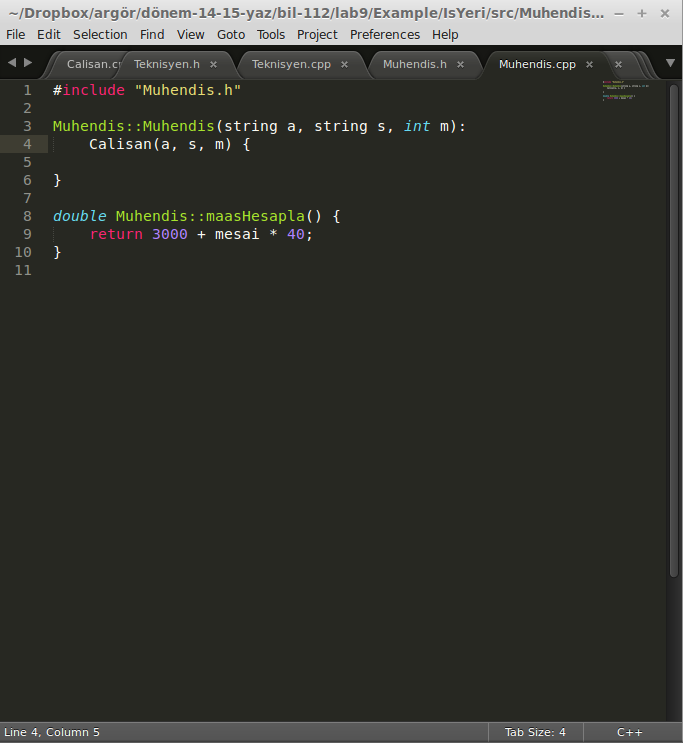 ~/Dropbox/argör/dönem-14-15-yaz/bil-112/lab9/Example/IsYeri/src/Muhendis...
File Edit Selection Find View Goto Tools Project Preferences Help
Calisan.c Teknisyen.h Teknisyen.cpp Muhendis.h Muhendis.cpp
1 #include "Muhendis.h"
2
3 Muhendis::Muhendis(string a, string s, int m):
4 Calisan(a, s, m) {
5
6 }
7
8 double Muhendis::maasHesapla() {
9 return 3000 + mesai * 40;
10 }
11
Line 4, Column 5 Tab Size: 4 C++